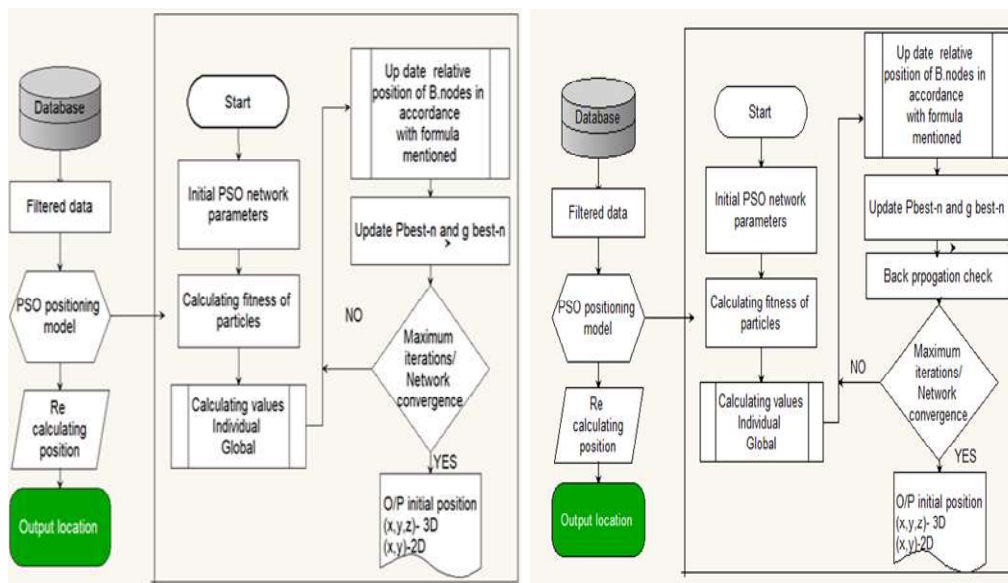 Database
Filtered data
PSO positioning
model
Re
calculating
position
Output location
Start
Initial PSO network
parameters
Calculating fitness of
particles
Calculating values
Individual
Global
Up date relative
position of B.nodes in
accordance
with formula
mentioned
Update Pbest-n and g best-n
NO
Maximum
iterations/
Network
convergence
YES
O/P initial position
(x,y,z)- 3D
(x,y)-2D
Database
Filtered data
PSO positioning
model
Re
calculating
position
Output location
Start
Initial PSO network
parameters
Calculating fitness of
particles
Calculating values
Individual
Global
Up date relative
position of B.nodes in
accordance
with formula
mentioned
Update Pbest-n and g best-n
Back prpogation check
NO
Maximum
iterations/
Network
convergence
YES
O/P initial position
(x,y,z)- 3D
(x,y)-2D